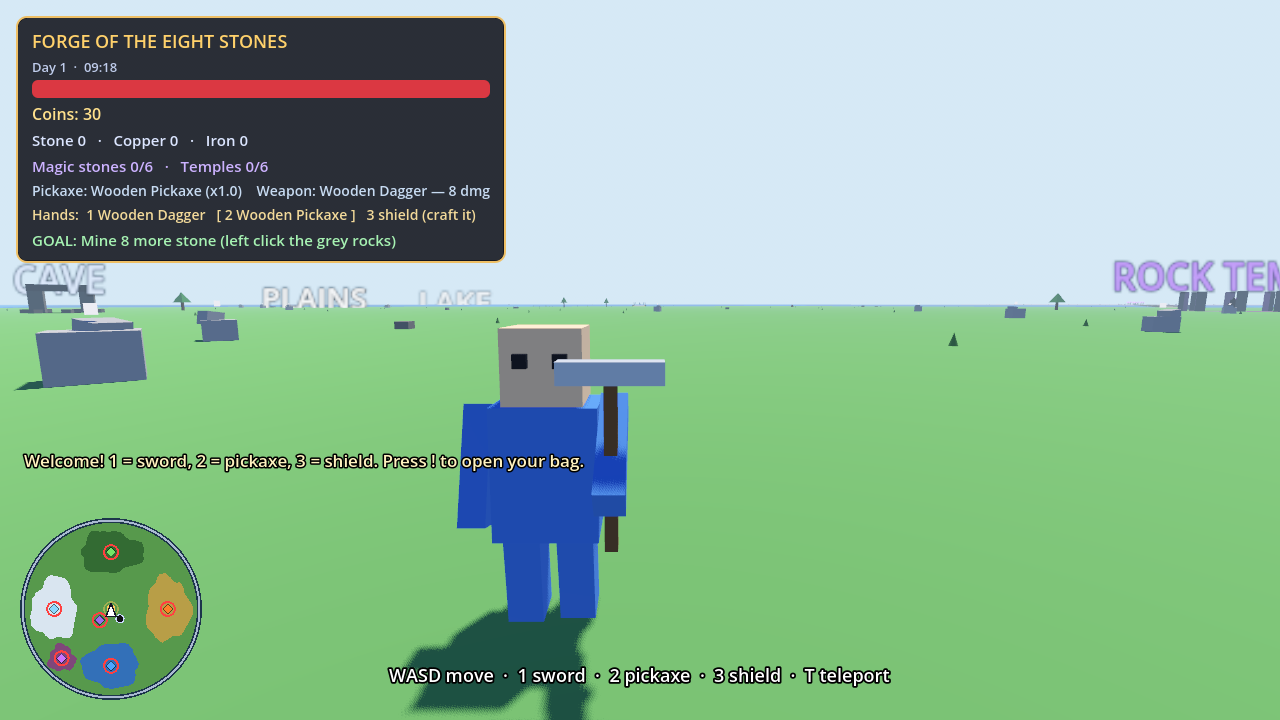 FORGE OF THE EIGHT STONES
Day 1 · 09:18
Coins: 30
Stone 0 · Copper 0 · Iron 0
Magic stones 0/6 · Temples 0/6
Pickaxe: Wooden Pickaxe (x1.0) Weapon: Wooden Dagger — 8 dmg
Hands: 1 Wooden Dagger [ 2 Wooden Pickaxe ] 3 shield (craft it)
GOAL: Mine 8 more stone (left click the grey rocks)
CAVE
PLAINS
LAKE
ROCK TEM
Welcome! 1 = sword, 2 = pickaxe, 3 = shield. Press ! to open your bag.
WASD move · 1 sword · 2 pickaxe · 3 shield · T teleport